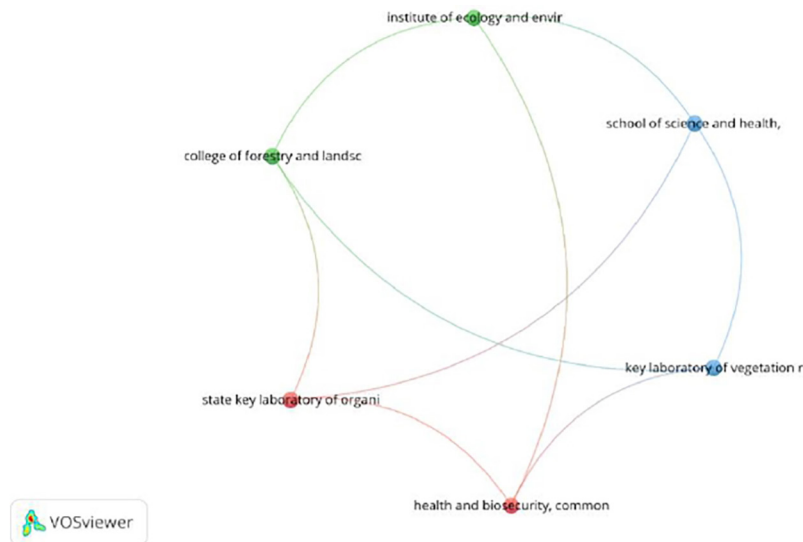 institute of ecology and envir
school of science and health,
college of forestry and landsc
key laboratory of vegetation r
state key laboratory of organi
health and biosecurity, common
VOSviewer